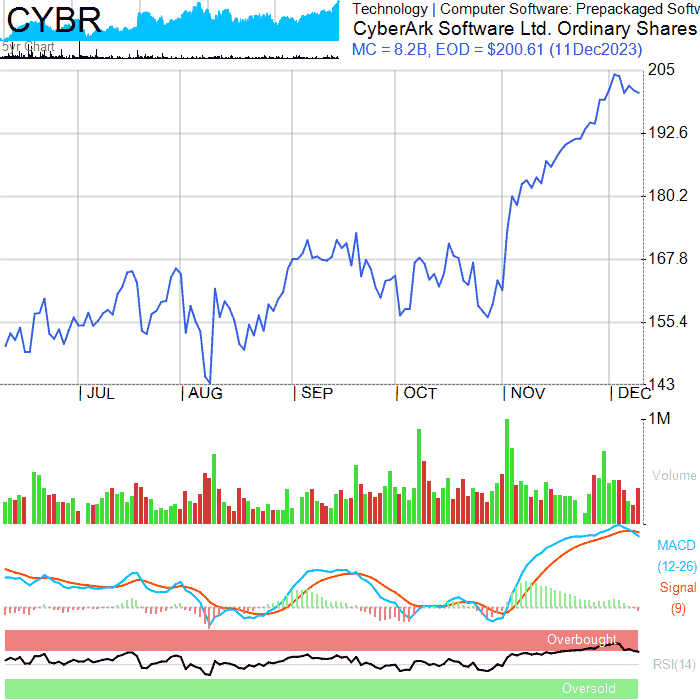 CYBR
5yr Chart
Technology | Computer Software: Prepackaged Softw
CyberArk Software Ltd. Ordinary Shares
MC = 8.2B, EOD = $200.61 (11Dec2023)
205
192.6
180.2
167.8
155.4
143
| JUL
| AUG
| SEP
| OCT
| NOV
| DEC
1M
Volume
MACD
(12-26)
Signal
(9)
Overbought
RSI(14)
Oversold